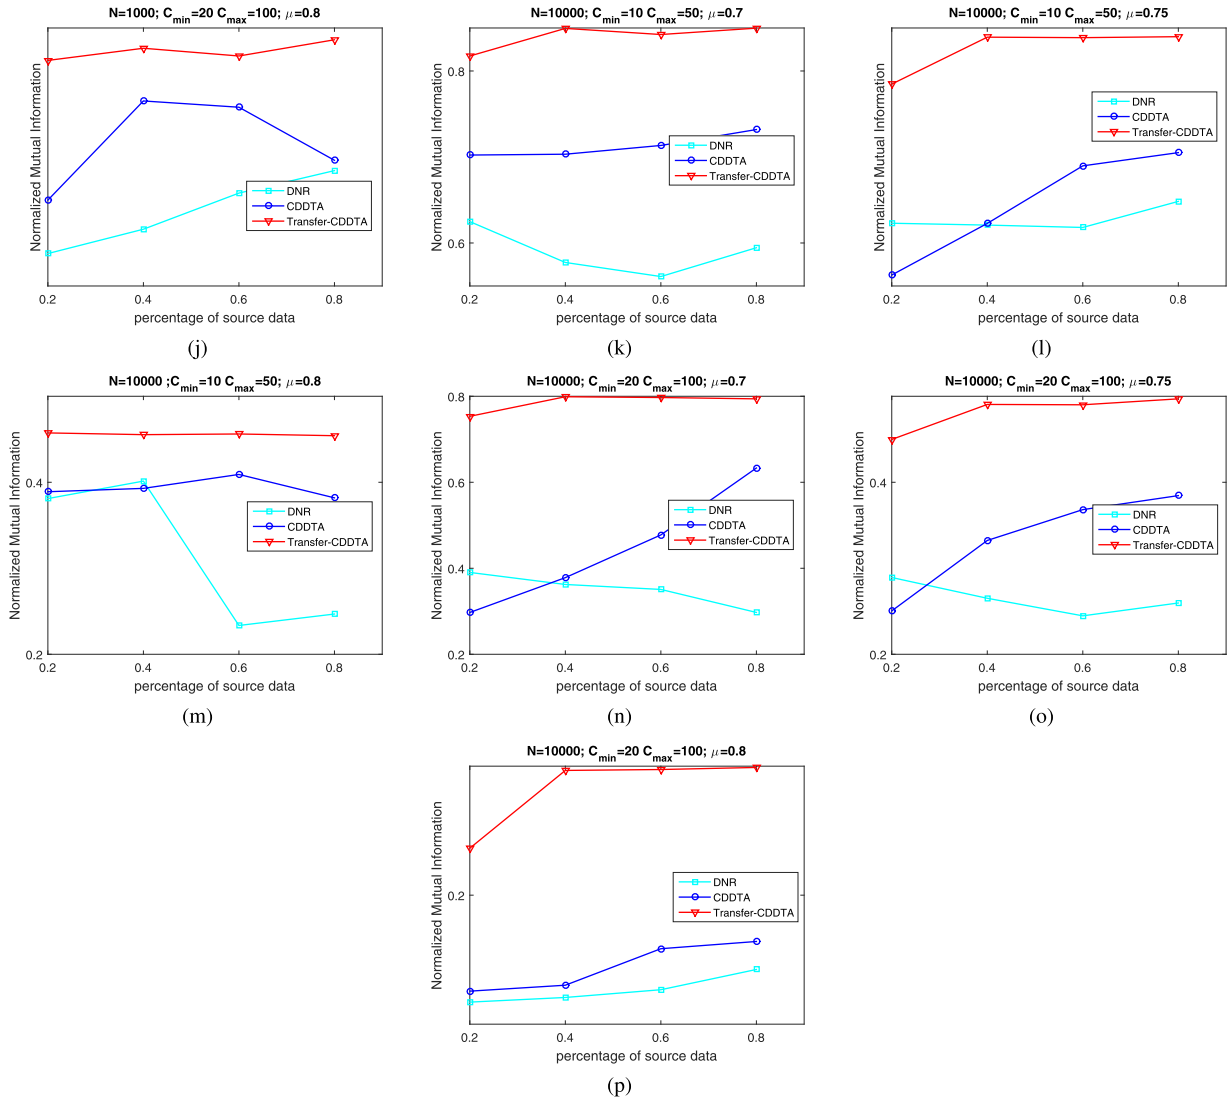 N=1000; Cmin=20 Cmax=100; μ=0.8
Normalized Mutual Information
DNR
CDDTA
Transfer-CDDTA
0.2 0.4 0.6 0.8
percentage of source data
(j)
N=10000; Cmin=10 Cmax=50; μ=0.7
Normalized Mutual Information
0.8
0.6
DNR
CDDTA
Transfer-CDDTA
0.2 0.4 0.6 0.8
percentage of source data
(k)
N=10000; Cmin=10 Cmax=50; μ=0.75
Normalized Mutual Information
DNR
CDDTA
Transfer-CDDTA
0.2 0.4 0.6 0.8
percentage of source data
(l)
N=10000 ;Cmin=10 Cmax=50; μ=0.8
Normalized Mutual Information
0.4
0.2
DNR
CDDTA
Transfer-CDDTA
0.2 0.4 0.6 0.8
percentage of source data
(m)
N=10000; Cmin=20 Cmax=100; μ=0.7
Normalized Mutual Information
0.8
0.6
0.4
0.2
DNR
CDDTA
Transfer-CDDTA
0.2 0.4 0.6 0.8
percentage of source data
(n)
N=10000; Cmin=20 Cmax=100; μ=0.75
Normalized Mutual Information
0.4
0.2
DNR
CDDTA
Transfer-CDDTA
0.2 0.4 0.6 0.8
percentage of source data
(o)
N=10000; Cmin=20 Cmax=100; μ=0.8
Normalized Mutual Information
0.2
DNR
CDDTA
Transfer-CDDTA
0.2 0.4 0.6 0.8
percentage of source data
(p)